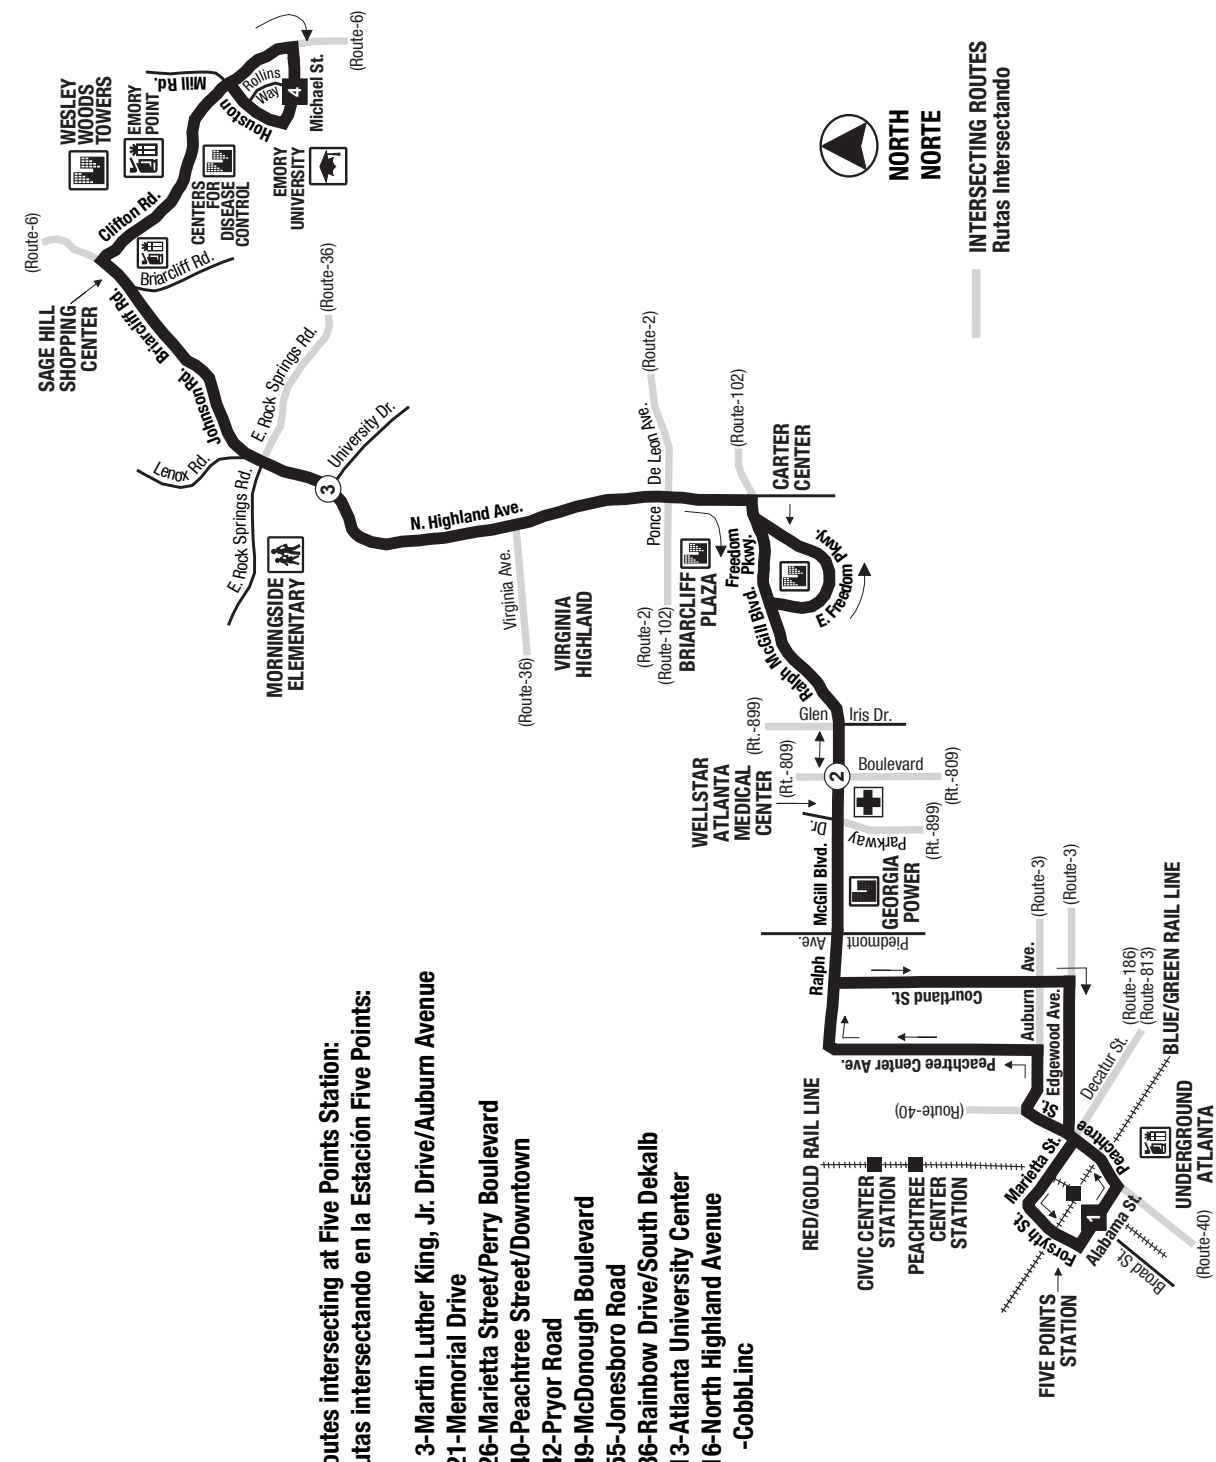 (Route-6)
WESLEY
WOODS
TOWERS
EMORY
POINT
Mill Rd.
Rollins
Way
4
Michael St.
(Route-6)
Houston
EMORY
UNIVERSITY
CENTERS
FOR
DISEASE
CONTROL
Clifton Rd.
Briarcliff Rd.
SAGE HILL
SHOPPING
CENTER
Briarcliff Rd.
Johnson Rd.
E. Rock Springs Rd.
(Route-36)
Lenox Rd.
University Dr.
3
E. Rock Springs Rd.
MORNINGSIDE
ELEMENTARY
N. Highland Ave.
Virginia Ave.
(Route-36)
VIRGINIA
HIGHLAND
Ponce De Leon Ave.
(Route-2)
(Route-2)
(Route-102)
BRIARCLIFF
PLAZA
(Route-102)
CARTER
CENTER
Freedom
Pkwy.
E. Freedom Pkwy.
Ralph McGill Blvd.
Glen Iris Dr.
(Rt.-899)
(Rt.-809)
Boulevard
(Rt.-809)
2
WELLSTAR
ATLANTA
MEDICAL
CENTER
Parkway Dr.
(Rt.-899)
GEORGIA
POWER
Ralph McGill Blvd.
Piedmont Ave.
Courtland St.
Peachtree Center Ave.
Auburn Ave.
(Route-3)
Edgewood Ave.
(Route-3)
Decatur St.
(Route-186)
(Route-813)
BLUE/GREEN RAIL LINE
(Route-40)
Peachtree St.
RED/GOLD RAIL LINE
CIVIC CENTER
STATION
PEACHTREE
CENTER
STATION
Marietta St.
Forsyth St.
1
Alabama St.
Broad St.
(Route-40)
UNDERGROUND
ATLANTA
FIVE POINTS
STATION
NORTH
NORTE
INTERSECTING ROUTES
Rutas Intersectando
outes intersecting at Five Points Station:
utas intersectando en la Estación Five Points:
3-Martin Luther King, Jr. Drive/Auburn Avenue
21-Memorial Drive
26-Marietta Street/Perry Boulevard
40-Peachtree Street/Downtown
42-Pryor Road
49-McDonough Boulevard
55-Jonesboro Road
86-Rainbow Drive/South Dekalb
13-Atlanta University Center
16-North Highland Avenue
-CobbLinc